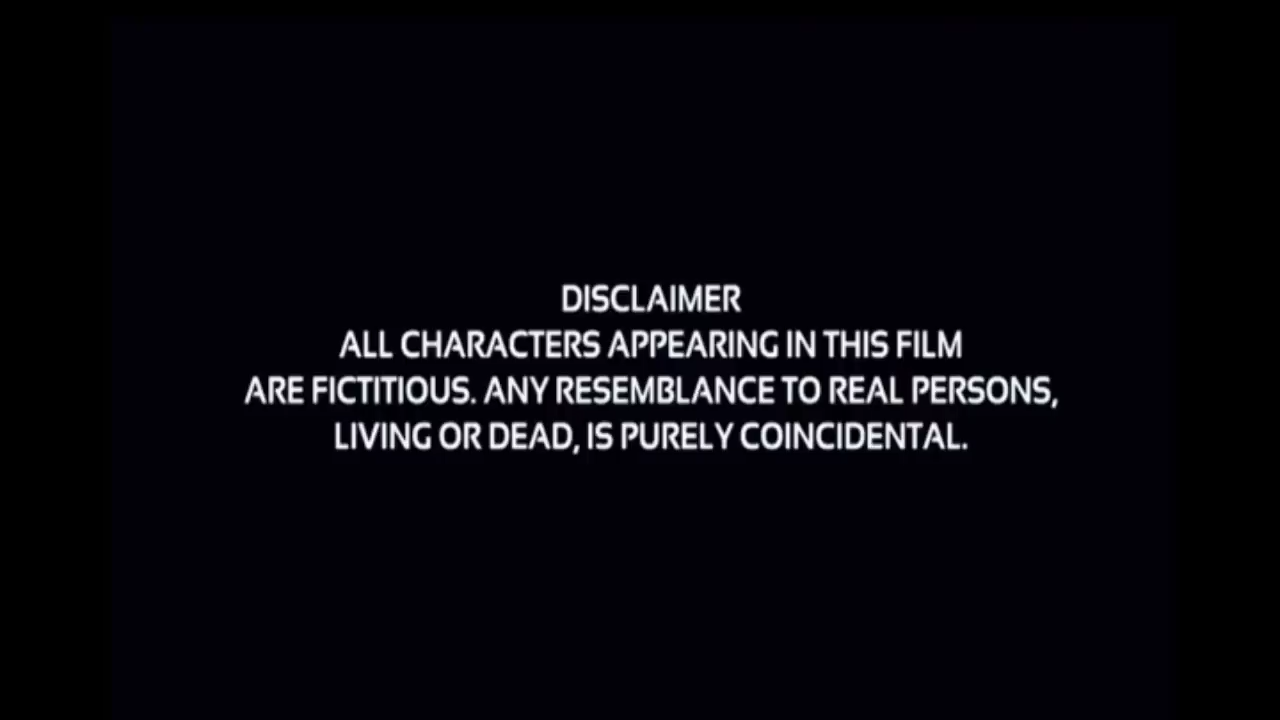 DISCLAIMER
ALL CHARACTERS APPEARING IN THIS FILM
ARE FICTITIOUS. ANY RESEMBLANCE TO REAL PERSONS,
LIVING OR DEAD, IS PURELY COINCIDENTAL.